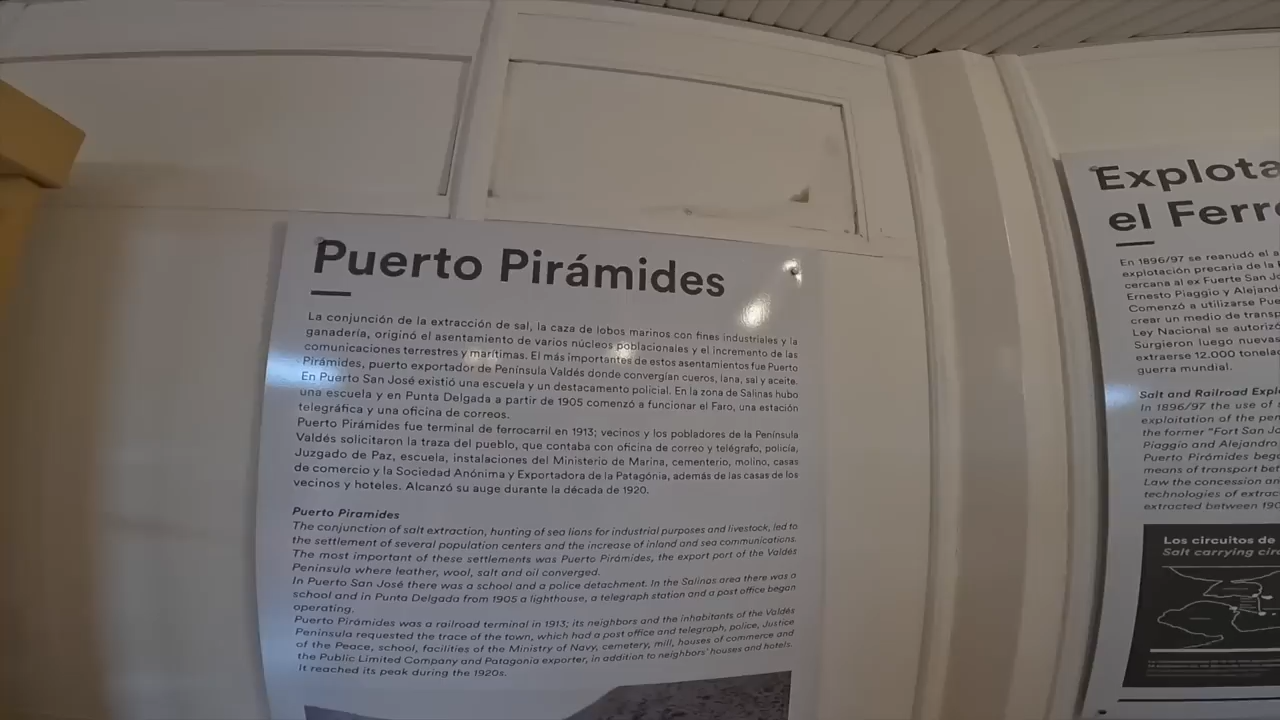 Puerto Pirámides
La conjunción de la extracción de sal, la caza de lobos marinos con fines industriales y la
ganadería, originó el asentamiento de varios núcleos poblacionales y el incremento de las
comunicaciones terrestres y marítimas. El más importantes de estos asentamientos fue Puerto
Pirámides, puerto exportador de Península Valdés donde convergían cueros, lana, sal y aceite.
En Puerto San José existió una escuela y un destacamento policial. En la zona de Salinas hubo
una escuela y en Punta Delgada a partir de 1905 comenzó a funcionar el Faro, una estación
telegráfica y una oficina de correos.
Puerto Pirámides fue terminal de ferrocarril en 1913; vecinos y los pobladores de la Península
Valdés solicitaron la traza del pueblo, que contaba con oficina de correo y telégrafo, policía,
Juzgado de Paz, escuela, instalaciones del Ministerio de Marina, cementerio, molino, casas
de comercio y la Sociedad Anónima y Exportadora de la Patagónia, además de las casas de los
vecinos y hoteles. Alcanzó su auge durante la década de 1920.
Puerto Piramides
The conjunction of salt extraction, hunting of sea lions for industrial purposes and livestock, led to
the settlement of several population centers and the increase of inland and sea communications.
The most important of these settlements was Puerto Pirámides, the export port of the Valdés
Peninsula where leather, wool, salt and oil converged.
In Puerto San José there was a school and a police detachment. In the Salinas area there was a
school and in Punta Delgada from 1905 a lighthouse, a telegraph station and a post office began
operating.
Puerto Pirámides was a railroad terminal in 1913; its neighbors and the inhabitants of the Valdés
Peninsula requested the trace of the town, which had a post office and telegraph, police, Justice
of the Peace, school, facilities of the Ministry of Navy, cemetery, mill, houses of commerce and
the Public Limited Company and Patagonia exporter, in addition to neighbors' houses and hotels.
It reached its peak during the 1920s.
Explota
el Ferr
En 1896/97 se reanudó el a
explotación precaria de la
cercana al ex Fuerte San Jo
Ernesto Piaggio y Alejand
Comenzó a utilizarse Pue
crear un medio de transp
Ley Nacional se autorizó
Surgieron luego nuevas
extraerse 12.000 tonela
guerra mundial.
Salt and Railroad Expl
In 1896/97 the use of
exploitation of the pen
the former "Fort San Jo
Piaggio and Alejandra
Puerto Pirámides bega
means of transport bet
Law the concession an
technologies of extrac
extracted between 190
Los circuitos de
Salt carrying circ